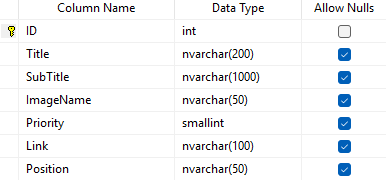 Column Name Data Type Allow Nulls
ID int
Title nvarchar(200)
SubTitle nvarchar(1000)
ImageName nvarchar(50)
Priority smallint
Link nvarchar(100)
Position nvarchar(50)